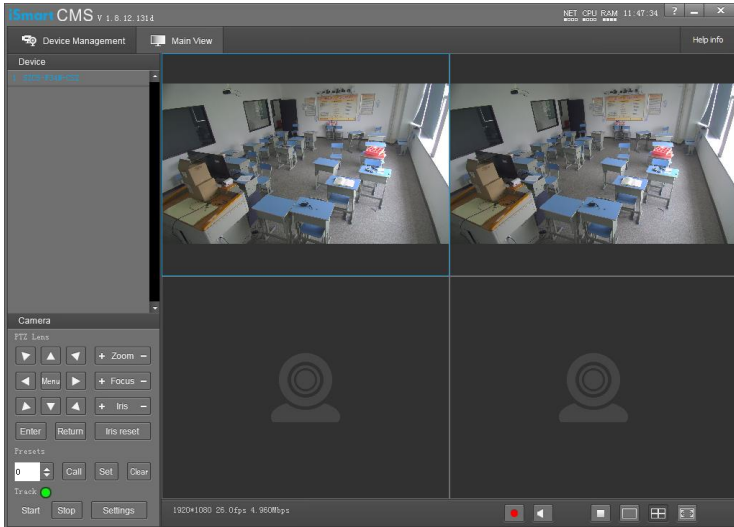 iSmart CMS V 1.8.12.131d
NET CPU RAM 11:47:34 ?
Device Management
Main View
Help info
Device
Camera
PTZ Lens
+ Zoom −
Menu
+ Focus −
+ Iris −
Enter
Return
Iris reset
Presets
0
Call
Set
Clear
Track
Start
Stop
Settings
1920*1080 26.0fps 4.960Mbps